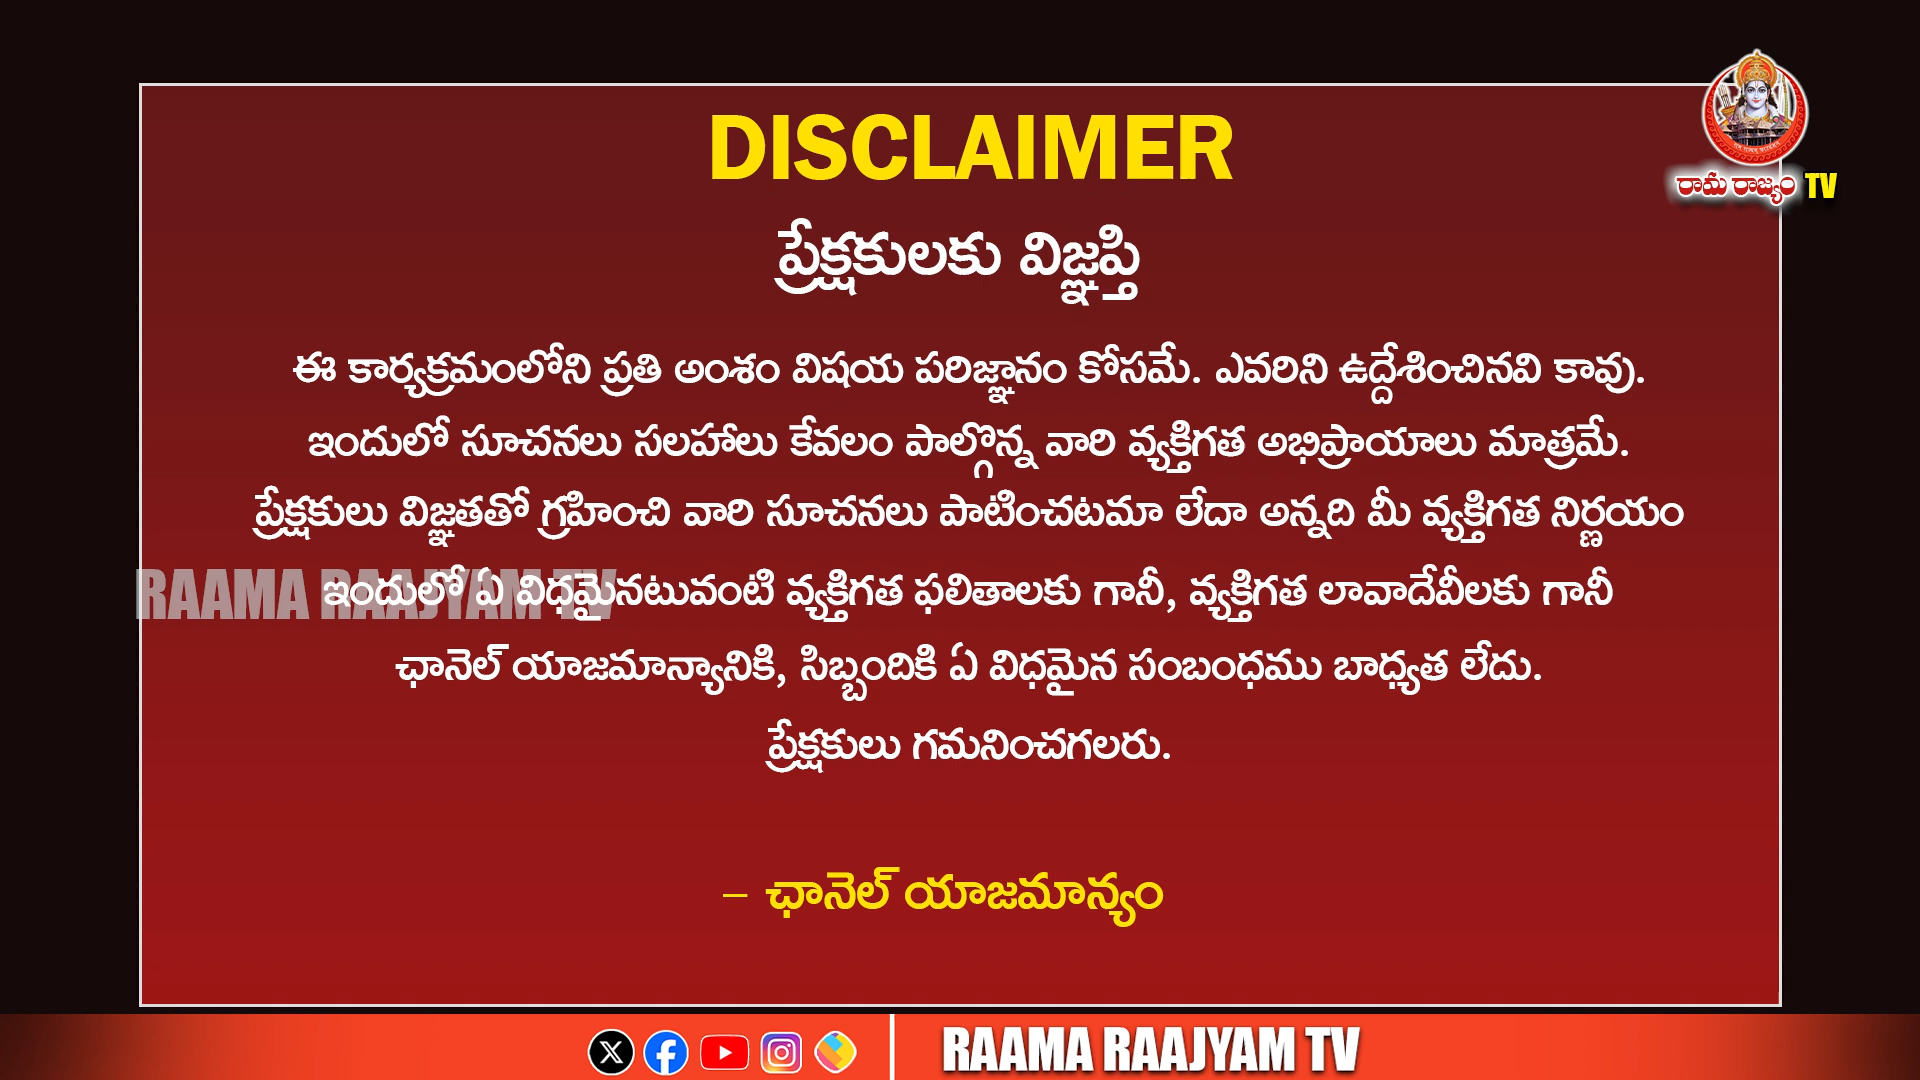 DISCLAIMER
రామ రాజ్యం TV
ప్రేక్షకులకు విజ్ఞప్తి
ఈ కార్యక్రమంలోని ప్రతి అంశం విషయ పరిజ్ఞానం కోసమే. ఎవరిని ఉద్దేశించినవి కావు.
ఇందులో సూచనలు సలహాలు కేవలం పాల్గొన్న వారి వ్యక్తిగత అభిప్రాయాలు మాత్రమే.
ప్రేక్షకులు విజ్ఞతతో గ్రహించి వారి సూచనలు పాటించటమా లేదా అన్నది మీ వ్యక్తిగత నిర్ణయం
RAAMA RAAJYAM TV
ఇందులో ఏ విధమైనటువంటి వ్యక్తిగత ఫలితాలకు గానీ, వ్యక్తిగత లావాదేవీలకు గానీ
ఛానెల్ యాజమాన్యానికి, సిబ్బందికి ఏ విధమైన సంబంధము బాధ్యత లేదు.
ప్రేక్షకులు గమనించగలరు.
– ఛానెల్ యాజమాన్యం
RAAMA RAAJYAM TV